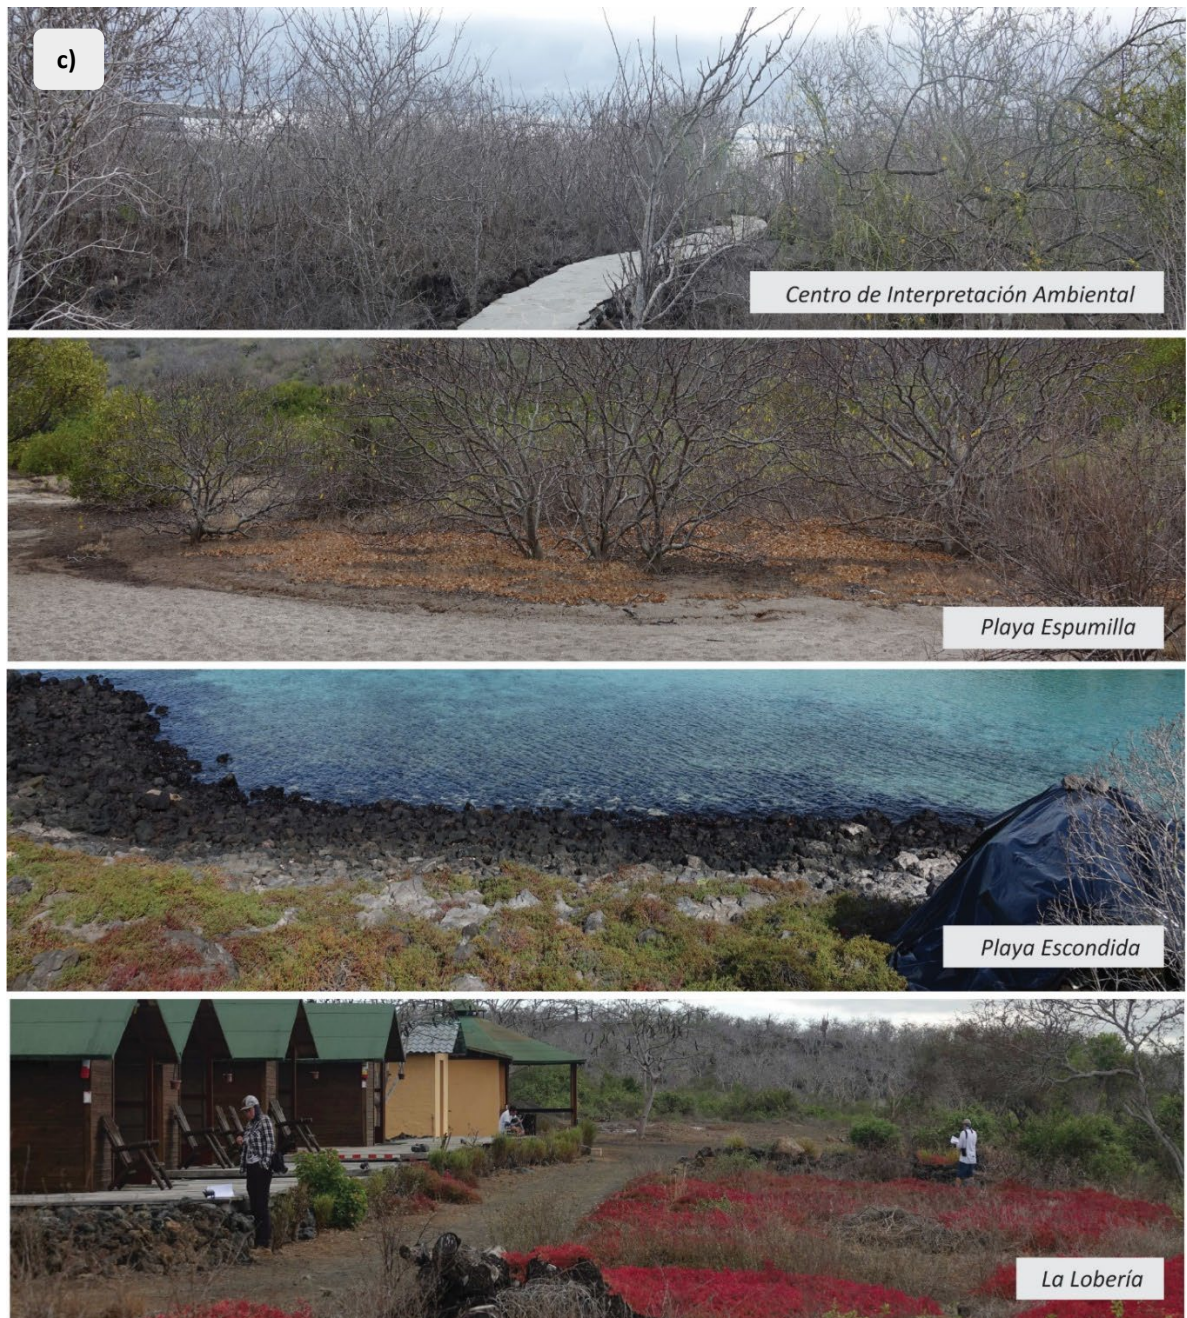 c)
Centro de Interpretación Ambiental
Playa Espumilla
Playa Escondida
La Lobería